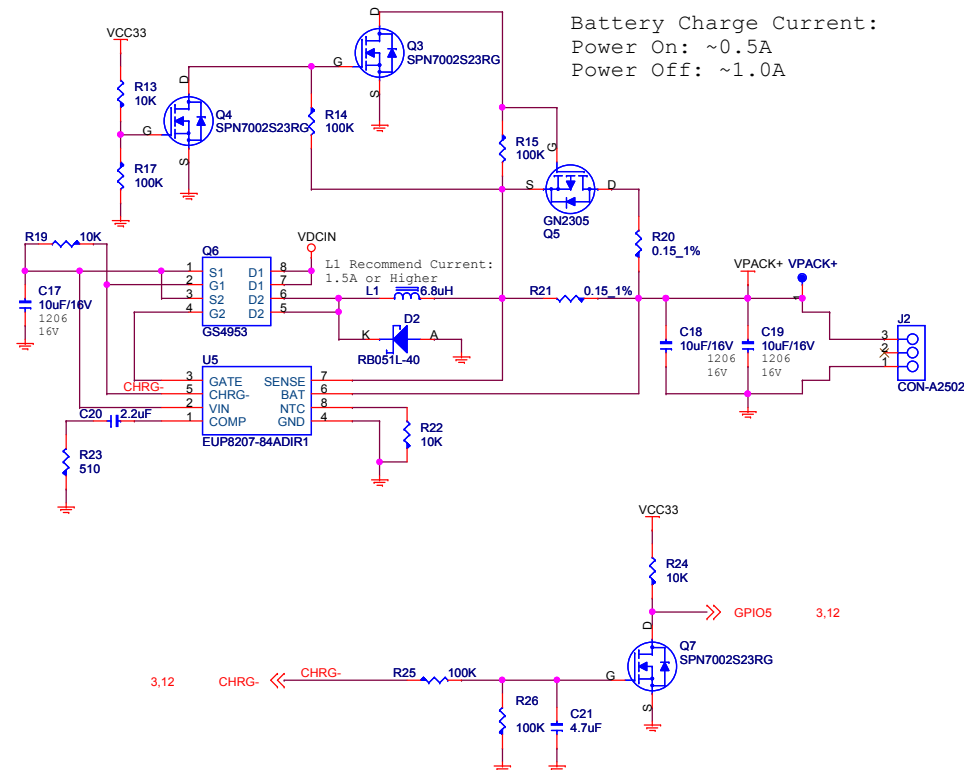 Battery Charge Current:
Power On: ~0.5A
Power Off: ~1.0A
VCC33
R13
10K
R17
100K
D
G
S
Q4
SPN7002S23RG
R14
100K
D
G
S
Q3
SPN7002S23RG
R15
100K
G
S
D
GN2305
Q5
R20
0.15_1%
R19
10K
C17
10uF/16V
1206
16V
Q6
1
2
3
4
S1
G1
S2
G2
D1
D1
D2
D2
8
7
6
5
GS4953
VDCIN
L1 Recommend Current:
1.5A or Higher
L1
6.8uH
R21
0.15_1%
K
D2
A
RB051L-40
VPACK+
VPACK+
1
C18
10uF/16V
1206
16V
C19
10uF/16V
1206
16V
J2
3
2
1
CON-A2502
U5
CHRG-
3
5
2
1
GATE
CHRG-
VIN
COMP
SENSE
BAT
NTC
GND
7
6
8
4
EUP8207-84ADIR1
C20
2.2uF
R23
510
R22
10K
VCC33
R24
10K
GPIO5
3,12
D
G
S
Q7
SPN7002S23RG
3,12
CHRG-
CHRG-
R25
100K
R26
100K
C21
4.7uF